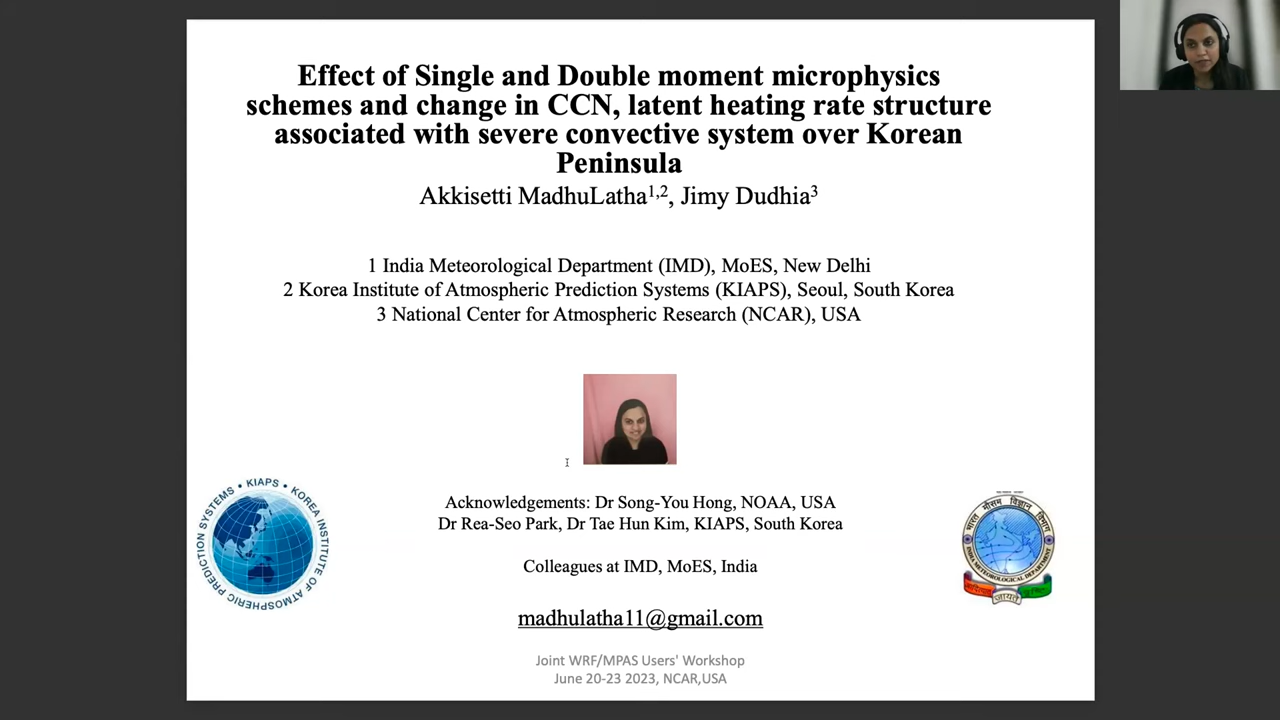 Effect of Single and Double moment microphysics
schemes and change in CCN, latent heating rate structure
associated with severe convective system over Korean
Peninsula
Akkisetti MadhuLatha1,2, Jimy Dudhia3
1 India Meteorological Department (IMD), MoES, New Delhi
2 Korea Institute of Atmospheric Prediction Systems (KIAPS), Seoul, South Korea
3 National Center for Atmospheric Research (NCAR), USA
• KIAPS • KOREA INSTITUTE OF ATMOSPHERIC PREDICTION SYSTEMS
Acknowledgements: Dr Song-You Hong, NOAA, USA
Dr Rea-Seo Park, Dr Tae Hun Kim, KIAPS, South Korea
Colleagues at IMD, MoES, India
भारत मौसम विज्ञान विभाग
INDIA METEOROLOGICAL DEPARTMENT
madhulatha11@gmail.com
Joint WRF/MPAS Users' Workshop
June 20-23 2023, NCAR,USA